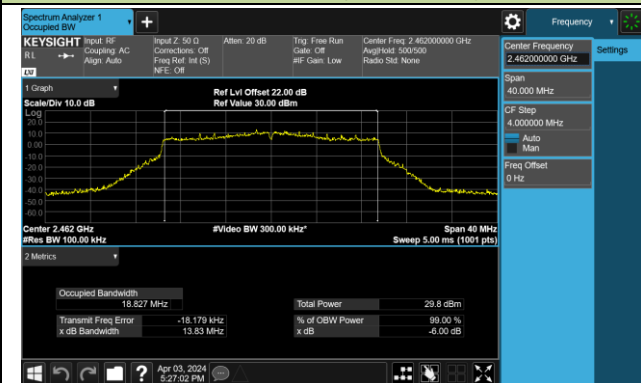 Spectrum Analyzer 1
Occupied BW
+
Frequency
KEYSIGHT
RL
LXI
Input: RF
Coupling: AC
Align: Auto
Input Z: 50 Ω
Corrections: Off
Freq Ref: Int (S)
NFE: Off
Atten: 20 dB
Trig: Free Run
Gate: Off
#IF Gain: Low
Center Freq: 2.462000000 GHz
Avg|Hold: 500/500
Radio Std: None
Center Frequency
2.462000000 GHz
Settings
Span
40.000 MHz
CF Step
4.000000 MHz
Auto
Man
Freq Offset
0 Hz
1 Graph
Scale/Div 10.0 dB
Ref Lvl Offset 22.00 dB
Ref Value 30.00 dBm
Log
20.0
10.0
0.00
-10.0
-20.0
-30.0
-40.0
-50.0
-60.0
Center 2.462 GHz
#Video BW 300.00 kHz*
Span 40 MHz
#Res BW 100.00 kHz
Sweep 5.00 ms (1001 pts)
2 Metrics
Occupied Bandwidth
18.827 MHz
Total Power 29.8 dBm
Transmit Freq Error -18.179 kHz
% of OBW Power 99.00 %
x dB Bandwidth 13.83 MHz
x dB -6.00 dB
?
Apr 03, 2024
5:27:02 PM